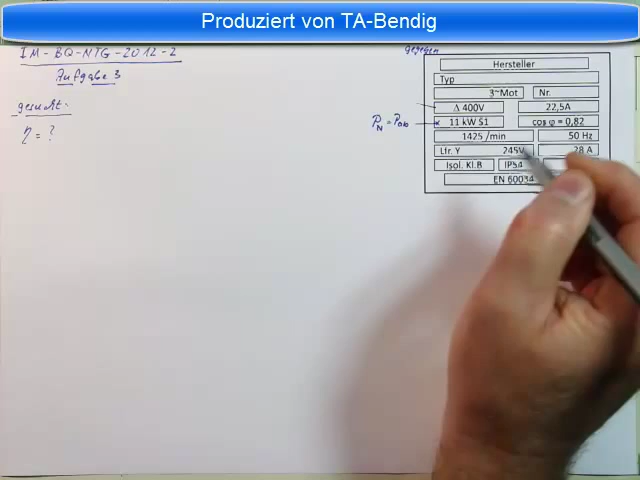 Produziert von TA-Bendig
IM-BQ-NTG-2012-2
Aufgabe 3
gegeben
gesucht:
η = ?
Hersteller
Typ
3~Mot Nr.
Δ 400V 22,5A
P_N = P_ab 11 kW S1 cos φ = 0,82
1425 /min 50 Hz
Lfr. Y 245V 28 A
Isol. Kl.B IP54
EN 60034